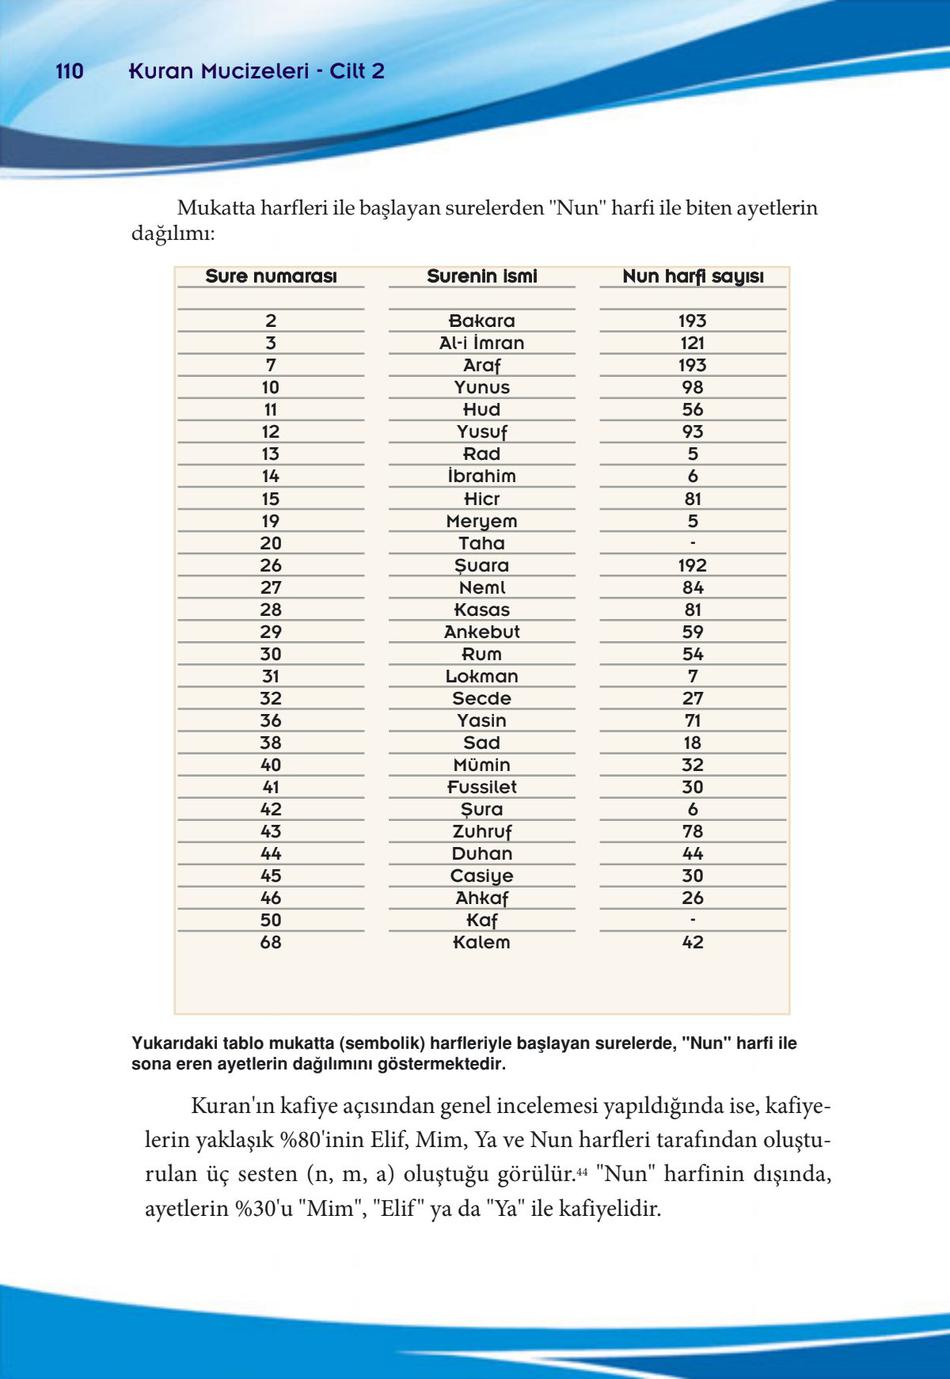 110 Kuran Mucizeleri - Cilt 2
Mukatta harfleri ile başlayan surelerden "Nun" harfi ile biten ayetlerin
dağılımı:
Sure numarası Surenin ismi Nun harfi sayısı
2 Bakara 193
3 Al-i İmran 121
7 Araf 193
10 Yunus 98
11 Hud 56
12 Yusuf 93
13 Rad 5
14 İbrahim 6
15 Hicr 81
19 Meryem 5
20 Taha -
26 Şuara 192
27 Neml 84
28 Kasas 81
29 Ankebut 59
30 Rum 54
31 Lokman 7
32 Secde 27
36 Yasin 71
38 Sad 18
40 Mümin 32
41 Fussilet 30
42 Şura 6
43 Zuhruf 78
44 Duhan 44
45 Casiye 30
46 Ahkaf 26
50 Kaf -
68 Kalem 42
Yukarıdaki tablo mukatta (sembolik) harfleriyle başlayan surelerde, "Nun" harfi ile
sona eren ayetlerin dağılımını göstermektedir.
Kuran'ın kafiye açısından genel incelemesi yapıldığında ise, kafiye-
lerin yaklaşık %80'inin Elif, Mim, Ya ve Nun harfleri tarafından oluştu-
rulan üç sesten (n, m, a) oluştuğu görülür.44 "Nun" harfinin dışında,
ayetlerin %30'u "Mim", "Elif" ya da "Ya" ile kafiyelidir.